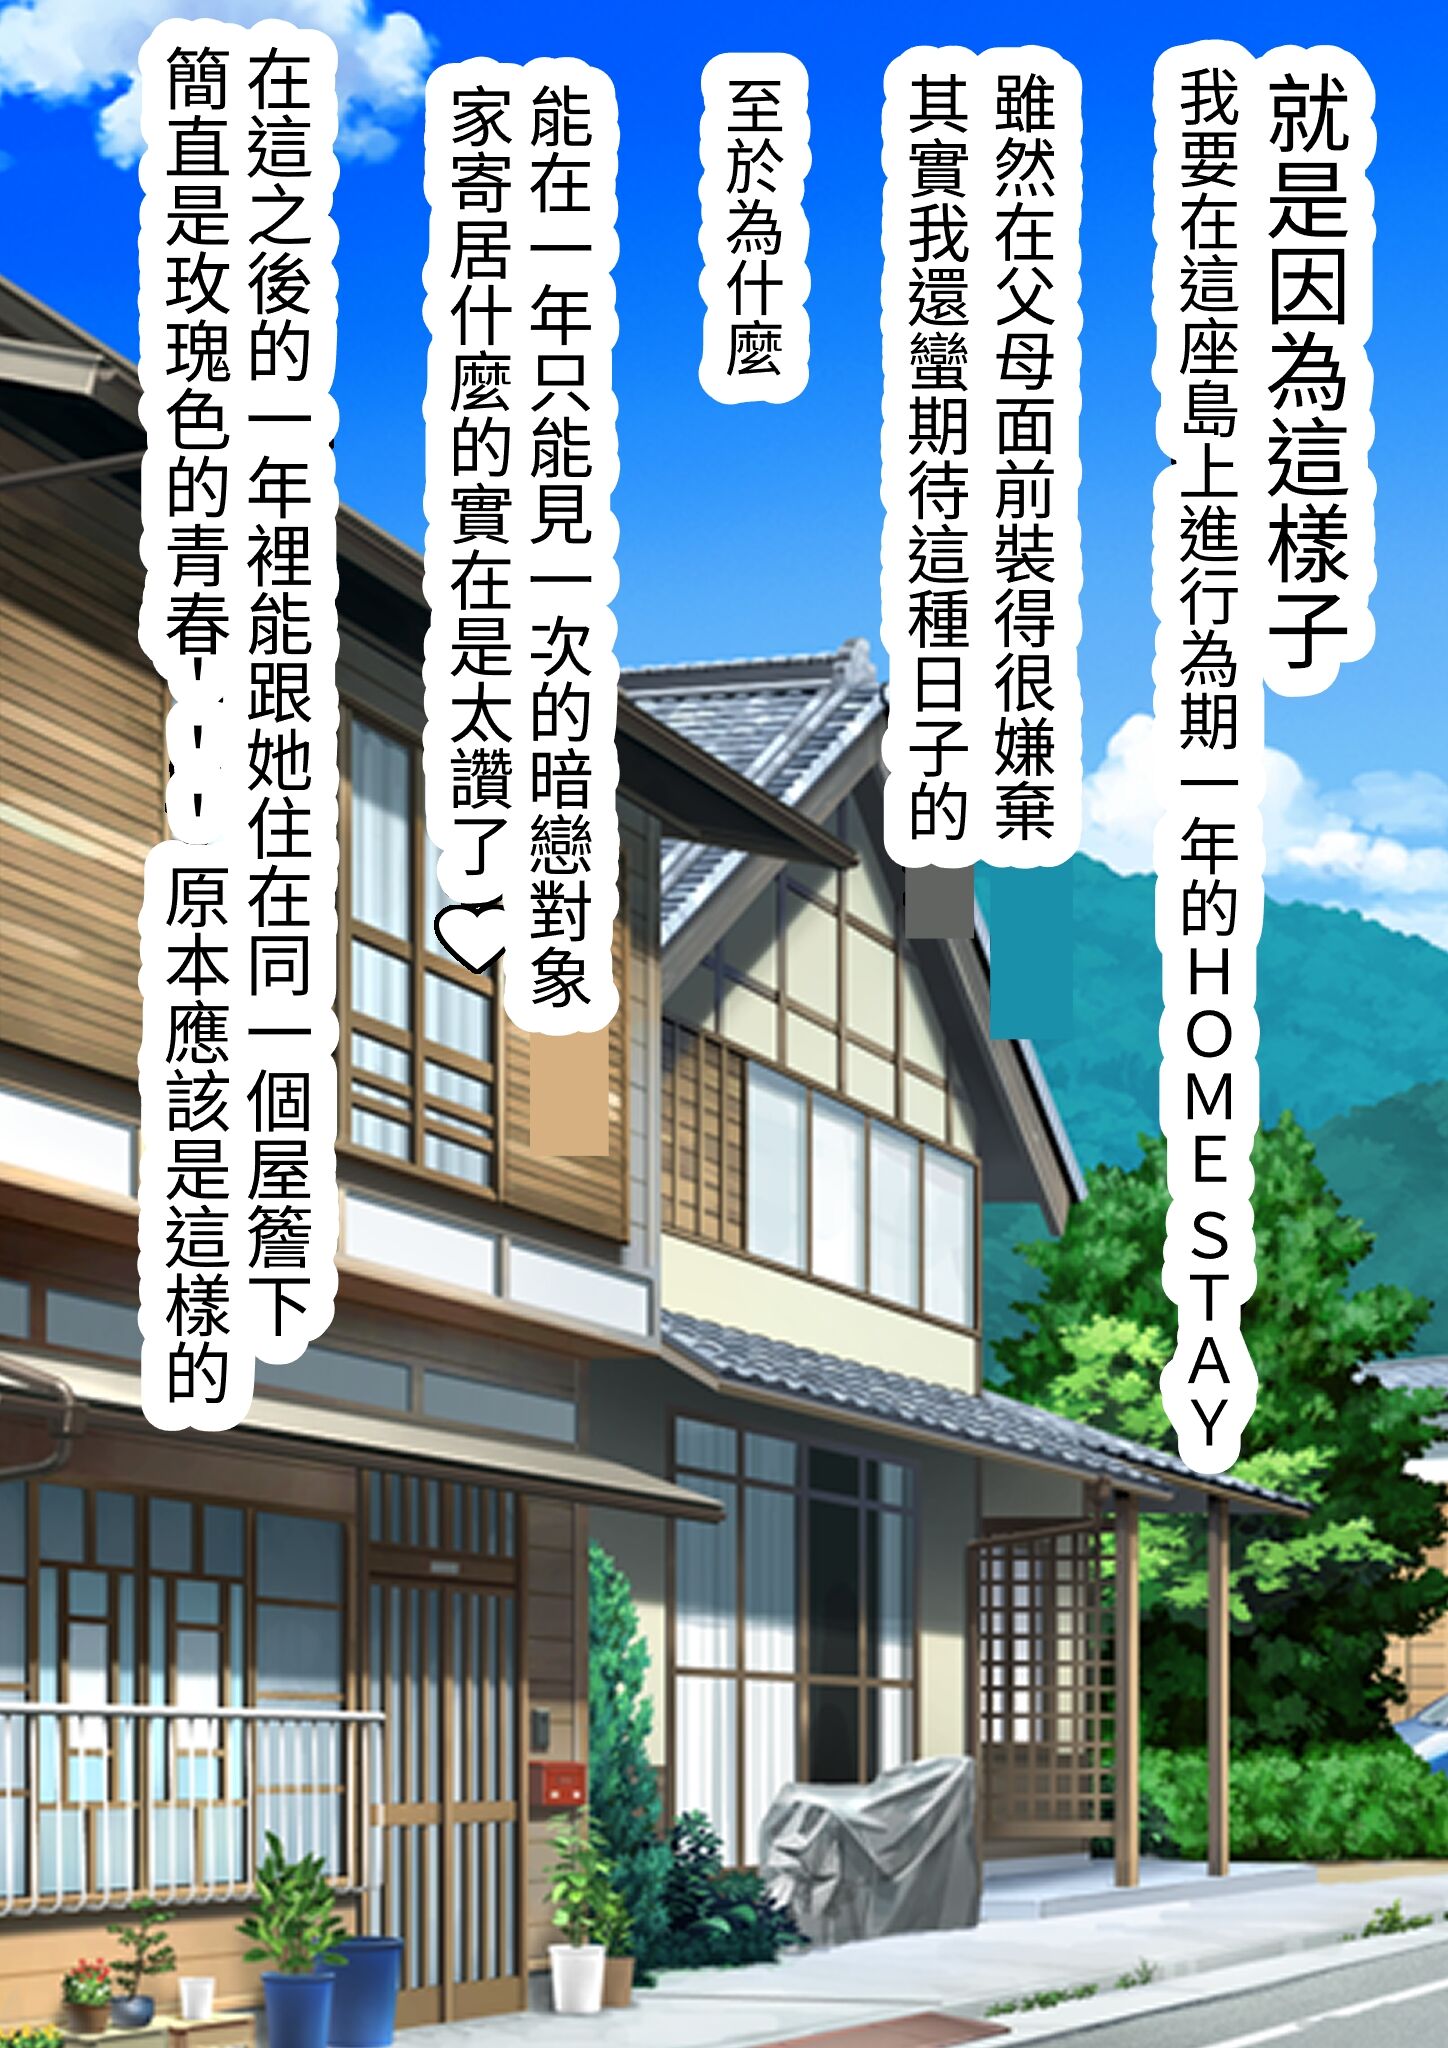 就是因為這樣子
我要在這座島上進行為期一年的HOME STAY
雖然在父母面前裝得很嫌棄
其實我還蠻期待這種日子的
至於為什麼
能在一年只能見一次的暗戀對象
家寄居什麼的實在是太讚了♡
在這之後的一年裡能跟她住在同一個屋簷下
簡直是玫瑰色的青春!!!原本應該是這樣的